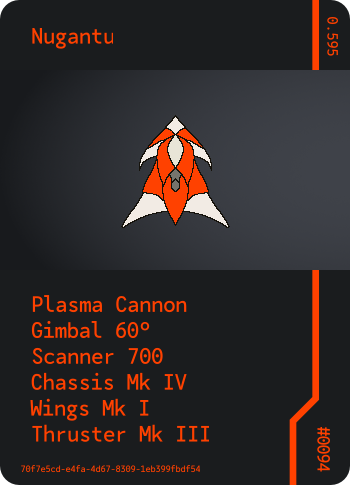 Nugantu
0.595
Plasma Cannon
Gimbal 60°
Scanner 700
Chassis Mk IV
Wings Mk I
Thruster Mk III
#0094
70f7e5cd-e4fa-4d67-8309-1eb399fbdf54